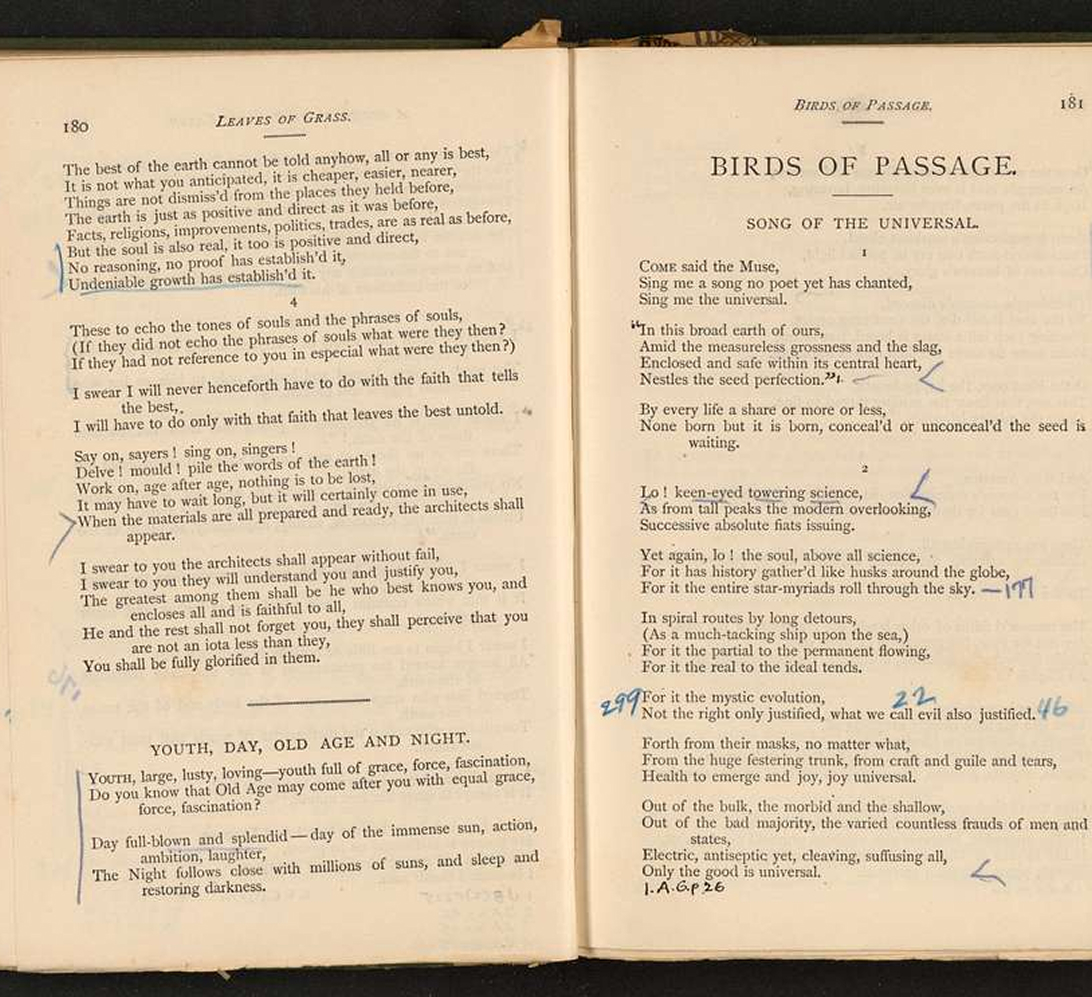 180
LEAVES OF GRASS.
The best of the earth cannot be told anyhow, all or any is best,
It is not what you anticipated, it is cheaper, easier, nearer,
Things are not dismiss'd from the places they held before,
The earth is just as positive and direct as it was before,
Facts, religions, improvements, politics, trades, are as real as before,
But the soul is also real, it too is positive and direct,
No reasoning, no proof has establish'd it,
Undeniable growth has establish'd it.
4
These to echo the tones of souls and the phrases of souls,
(If they did not echo the phrases of souls what were they then?
If they had not reference to you in especial what were they then?)
I swear I will never henceforth have to do with the faith that tells
the best,
I will have to do only with that faith that leaves the best untold.
Say on, sayers! sing on, singers!
Delve! mould! pile the words of the earth!
Work on, age after age, nothing is to be lost,
It may have to wait long, but it will certainly come in use,
When the materials are all prepared and ready, the architects shall
appear.
I swear to you the architects shall appear without fail,
I swear to you they will understand you and justify you,
The greatest among them shall be he who best knows you, and
encloses all and is faithful to all,
He and the rest shall not forget you, they shall perceive that you
are not an iota less than they,
You shall be fully glorified in them.
YOUTH, DAY, OLD AGE AND NIGHT.
YOUTH, large, lusty, loving—youth full of grace, force, fascination,
Do you know that Old Age may come after you with equal grace,
force, fascination?
Day full-blown and splendid—day of the immense sun, action,
ambition, laughter,
The Night follows close with millions of suns, and sleep and
restoring darkness.
BIRDS OF PASSAGE.
181
BIRDS OF PASSAGE.
SONG OF THE UNIVERSAL.
1
COME said the Muse,
Sing me a song no poet yet has chanted,
Sing me the universal.
"In this broad earth of ours,
Amid the measureless grossness and the slag,
Enclosed and safe within its central heart,
Nestles the seed perfection."1.
By every life a share or more or less,
None born but it is born, conceal'd or unconceal'd the seed is
waiting.
2
Lo! keen-eyed towering science,
As from tall peaks the modern overlooking,
Successive absolute fiats issuing.
Yet again, lo! the soul, above all science,
For it has history gather'd like husks around the globe,
For it the entire star-myriads roll through the sky. —177
In spiral routes by long detours,
(As a much-tacking ship upon the sea,)
For it the partial to the permanent flowing,
For it the real to the ideal tends.
For it the mystic evolution, 22
299 Not the right only justified, what we call evil also justified. 46
Forth from their masks, no matter what,
From the huge festering trunk, from craft and guile and tears,
Health to emerge and joy, joy universal.
Out of the bulk, the morbid and the shallow,
Out of the bad majority, the varied countless frauds of men and
states,
Electric, antiseptic yet, cleaving, suffusing all,
Only the good is universal.
1. A.G.p 26